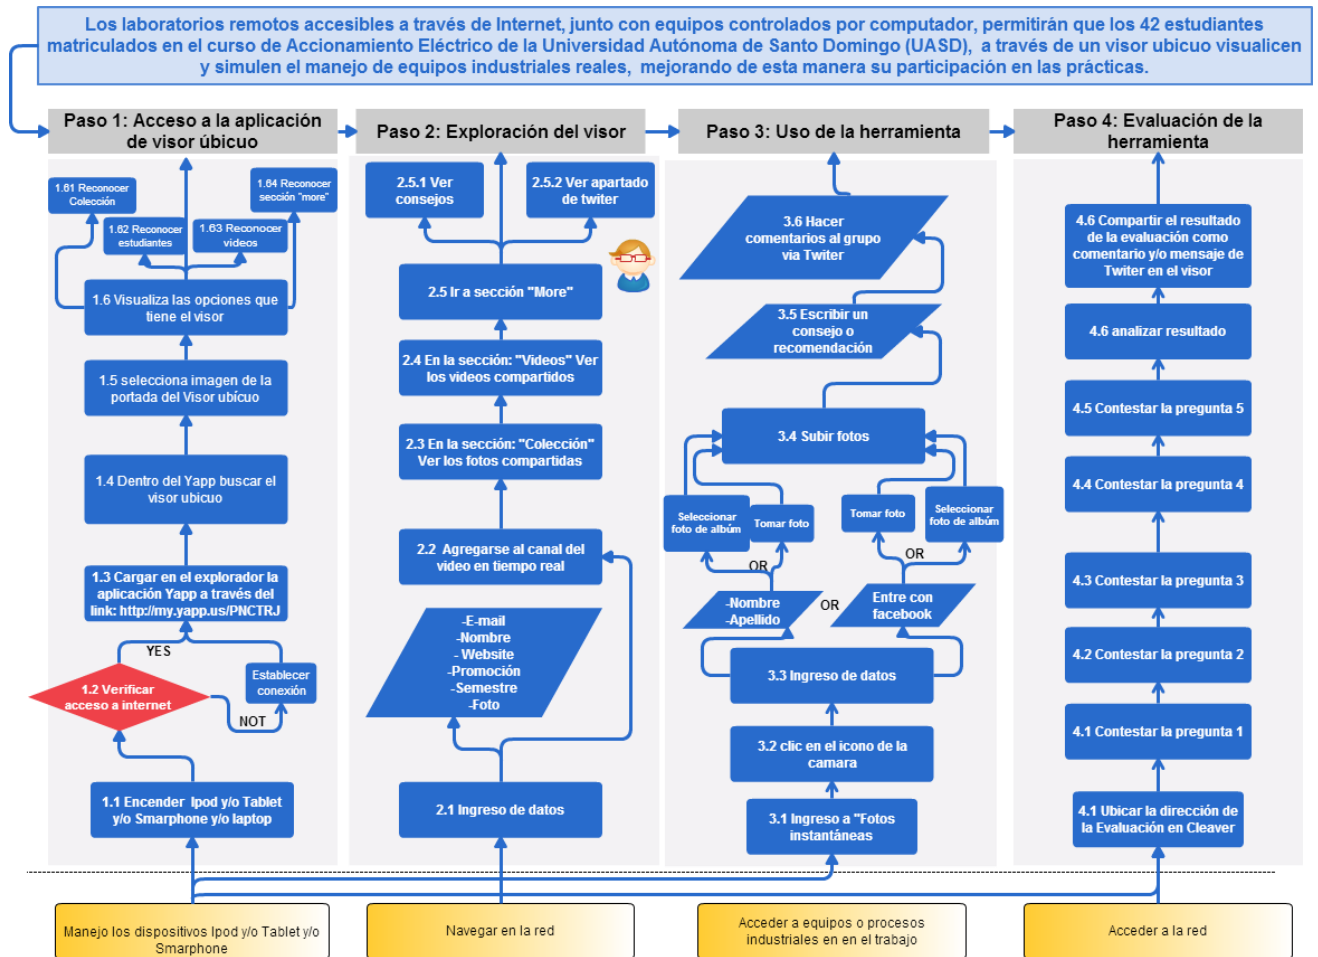 Los laboratorios remotos accesibles a través de Internet, junto con equipos controlados por computador, permitirán que los 42 estudiantes
matriculados en el curso de Accionamiento Eléctrico de la Universidad Autónoma de Santo Domingo (UASD), a través de un visor ubicuo visualicen
y simulen el manejo de equipos industriales reales, mejorando de esta manera su participación en las prácticas.
Paso 1: Acceso a la aplicación
de visor úbicuo
1.61 Reconocer
Colección
1.62 Reconocer
estudiantes
1.63 Reconocer
videos
1.64 Reconocer
sección "more"
1.6 Visualiza las opciones que
tiene el visor
1.5 selecciona imagen de la
portada del Visor ubícuo
1.4 Dentro del Yapp buscar el
visor ubicuo
1.3 Cargar en el explorador la
aplicación Yapp a través del
link: http://my.yapp.us/PNCTRJ
YES
1.2 Verificar
acceso a internet
Establecer
conexión
NOT
1.1 Encender Ipod y/o Tablet
y/o Smarphone y/o laptop
Paso 2: Exploración del visor
2.5.1 Ver
consejos
2.5.2 Ver apartado
de twiter
2.5 Ir a sección "More"
2.4 En la sección: "Videos" Ver
los videos compartidos
2.3 En la sección: "Colección"
Ver los fotos compartidas
2.2 Agregarse al canal del
video en tiempo real
-E-mail
-Nombre
- Website
-Promoción
-Semestre
-Foto
2.1 Ingreso de datos
Paso 3: Uso de la herramienta
3.6 Hacer
comentarios al grupo
via Twiter
3.5 Escribir un
consejo o
recomendación
3.4 Subir fotos
Seleccionar
foto de albúm
Tomar foto
Tomar foto
Seleccionar
foto de albúm
OR
OR
-Nombre
-Apellido
OR
Entre con
facebook
3.3 Ingreso de datos
3.2 clic en el icono de la
camara
3.1 Ingreso a "Fotos
instantáneas
Paso 4: Evaluación de la
herramienta
4.6 Compartir el resultado
de la evaluación como
comentario y/o mensaje de
Twiter en el visor
4.6 analizar resultado
4.5 Contestar la pregunta 5
4.4 Contestar la pregunta 4
4.3 Contestar la pregunta 3
4.2 Contestar la pregunta 2
4.1 Contestar la pregunta 1
4.1 Ubicar la dirección de
la Evaluación en Cleaver
Manejo los dispositivos Ipod y/o Tablet y/o
Smarphone
Navegar en la red
Acceder a equipos o procesos
industriales en en el trabajo
Acceder a la red